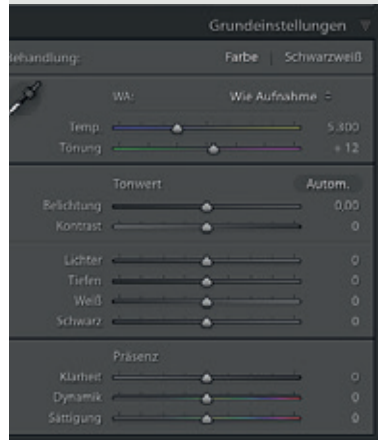 Grundeinstellungen
Behandlung: Farbe | Schwarzweiß
WA: Wie Aufnahme
Temp. 5.300
Tönung + 12
Tonwert Autom.
Belichtung 0,00
Kontrast 0
Lichter 0
Tiefen 0
Weiß 0
Schwarz 0
Präsenz
Klarheit 0
Dynamik 0
Sättigung 0